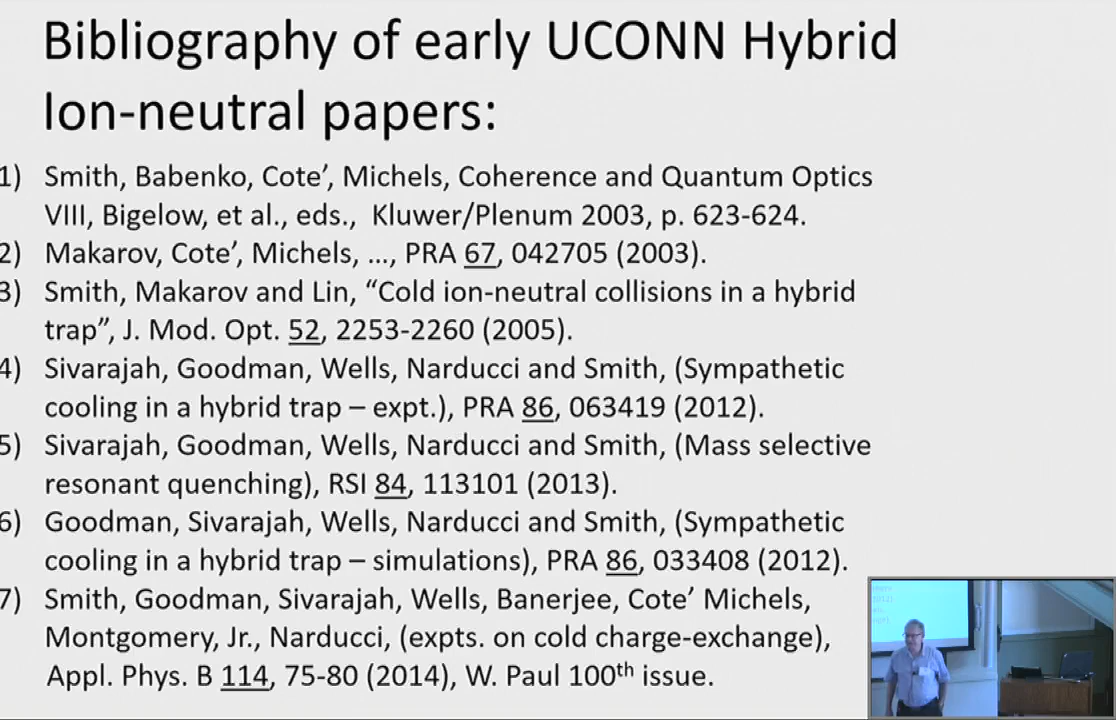 Bibliography of early UCONN Hybrid
Ion-neutral papers:
1) Smith, Babenko, Cote’, Michels, Coherence and Quantum Optics
VIII, Bigelow, et al., eds., Kluwer/Plenum 2003, p. 623-624.
2) Makarov, Cote’, Michels, ..., PRA 67, 042705 (2003).
3) Smith, Makarov and Lin, “Cold ion-neutral collisions in a hybrid
trap”, J. Mod. Opt. 52, 2253-2260 (2005).
4) Sivarajah, Goodman, Wells, Narducci and Smith, (Sympathetic
cooling in a hybrid trap – expt.), PRA 86, 063419 (2012).
5) Sivarajah, Goodman, Wells, Narducci and Smith, (Mass selective
resonant quenching), RSI 84, 113101 (2013).
6) Goodman, Sivarajah, Wells, Narducci and Smith, (Sympathetic
cooling in a hybrid trap – simulations), PRA 86, 033408 (2012).
7) Smith, Goodman, Sivarajah, Wells, Banerjee, Cote’ Michels,
Montgomery, Jr., Narducci, (expts. on cold charge-exchange),
Appl. Phys. B 114, 75-80 (2014), W. Paul 100th issue.